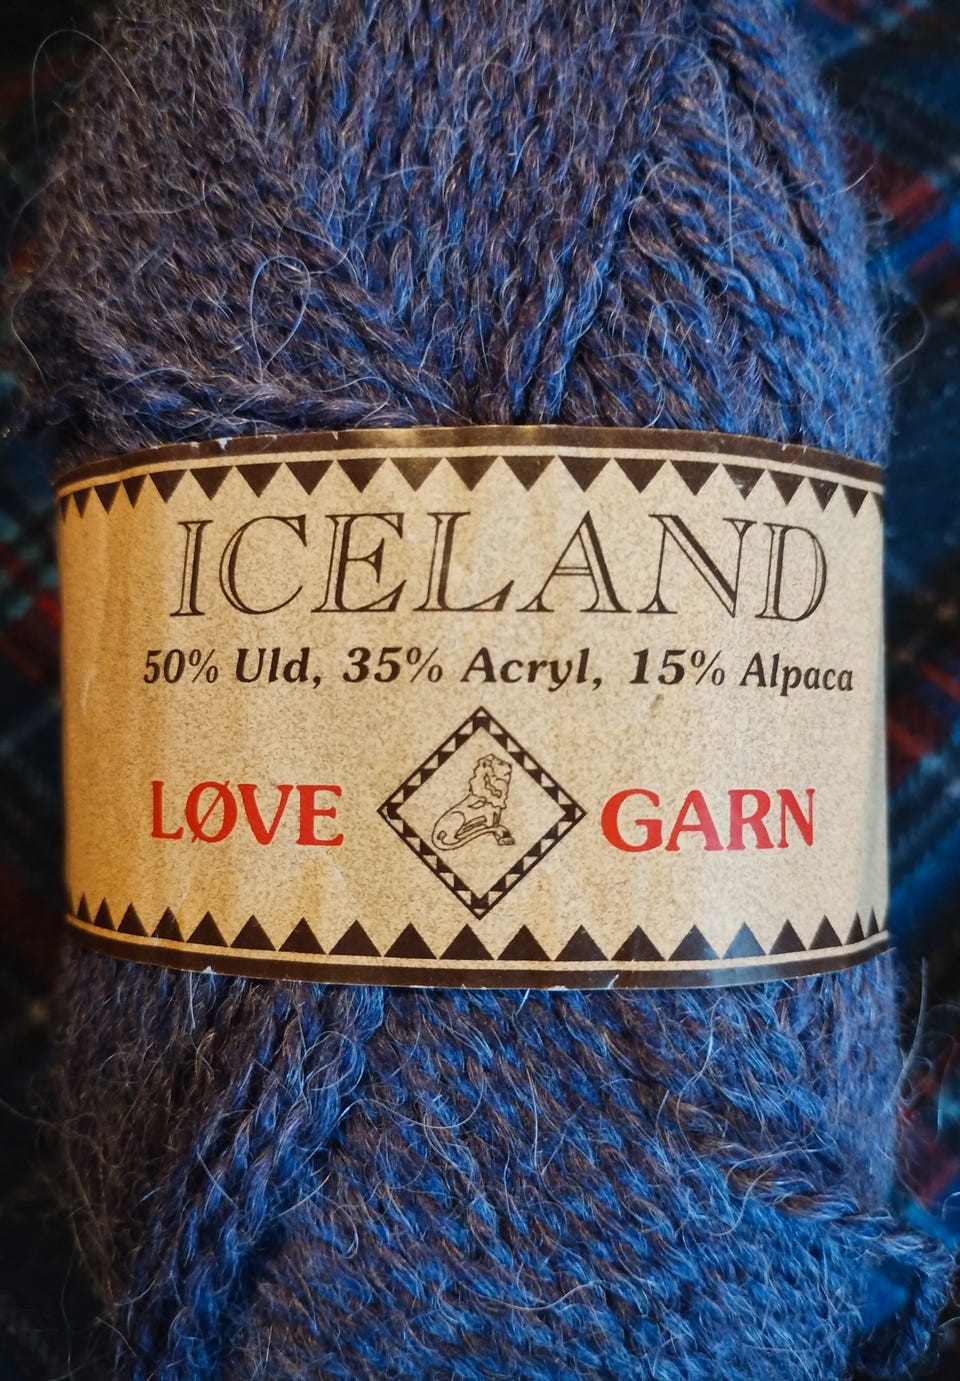 ICELAND
50% Uld, 35% Acryl, 15% Alpaca
LØVE GARN